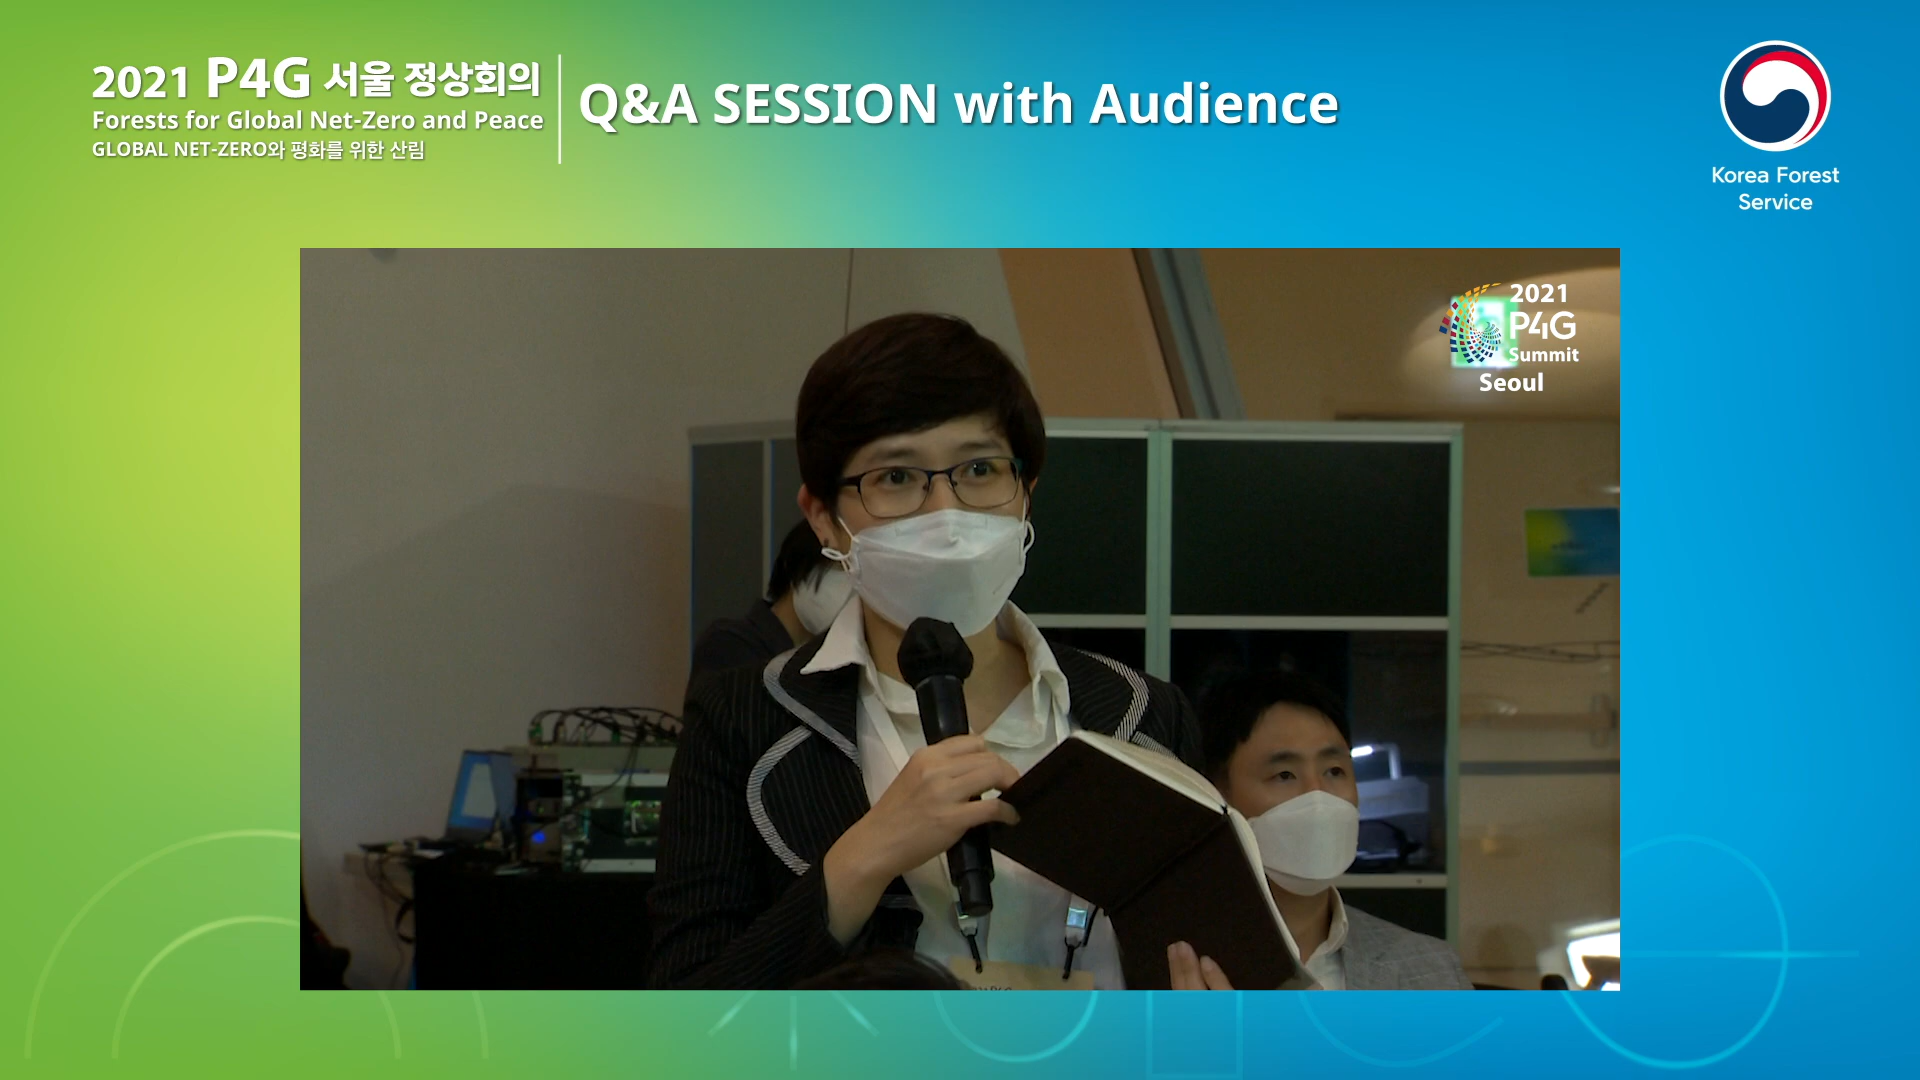 2021 P4G 서울 정상회의
Forests for Global Net-Zero and Peace
GLOBAL NET-ZERO와 평화를 위한 산림
Q&A SESSION with Audience
Korea Forest
Service
2021
P4G
Summit
Seoul